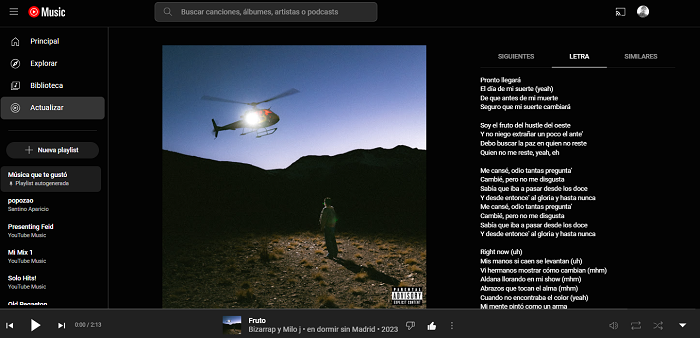 Music
Buscar canciones, álbumes, artistas o podcasts
Principal
Explorar
Biblioteca
Actualizar
Nueva playlist
Música que te gustó
Playlist autogenerada
popozao
Santino Aparicio
Presenting Feid
YouTube Music
Mi Mix 1
YouTube Music
Solo Hits!
YouTube Music
Old Regaeton
PARENTAL
ADVISORY
EXPLICIT CONTENT
SIGUIENTES
LETRA
SIMILARES
Pronto llegará
El día de mi suerte (yeah)
De que antes de mi muerte
Seguro que mi suerte cambiará
Soy el fruto del hustle del oeste
Y no niego extrañar un poco el ante'
Debo buscar la paz en quien no reste
Quien no me reste, yeah, eh
Me cansé, odio tantas pregunta'
Cambié, pero no me disgusta
Sabía que iba a pasar desde los doce
Y desde entonce' al gloria y hasta nunca
Me cansé, odio tantas pregunta'
Cambié, pero no me disgusta
Sabía que iba a pasar desde los doce
Y desde entonce' al gloria y hasta nunca
Right now (uh)
Mis manos si caen se levantan (uh)
Vi hermanos mostrar cómo cambian (mhm)
Aldana llorando en mi show (mhm)
Abrazos que tocan el alma (mhm)
Cuando no encontraba el color (yeah)
Mi mente pintó como un arma
0:00 / 2:13
Fruto
Bizarrap y Milo j • en dormir sin Madrid • 2023